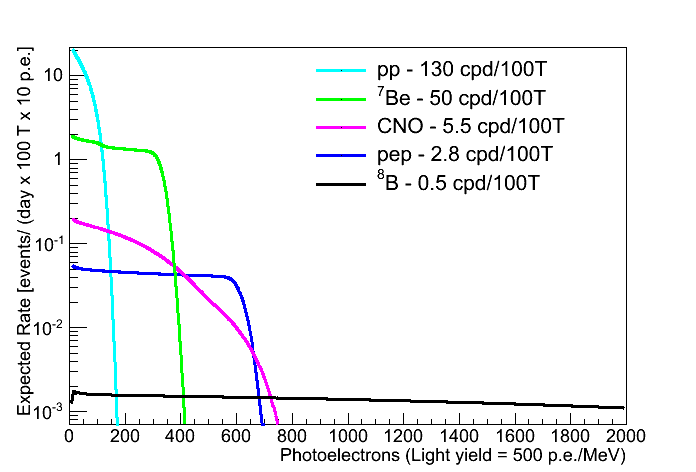 Expected Rate [events/ (day x 100 T x 10 p.e.]
10
1
10⁻¹
10⁻²
10⁻³
pp - 130 cpd/100T
⁷Be - 50 cpd/100T
CNO - 5.5 cpd/100T
pep - 2.8 cpd/100T
⁸B - 0.5 cpd/100T
0 200 400 600 800 1000 1200 1400 1600 1800 2000
Photoelectrons (Light yield = 500 p.e./MeV)